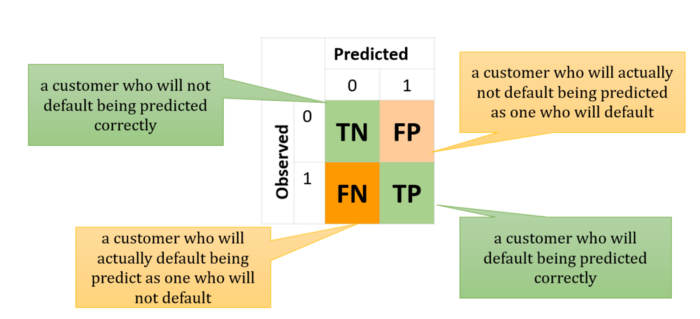 Predicted
0 1
a customer who will not
default being predicted
correctly
a customer who will actually
not default being predicted
as one who will default
Observed
0
TN FP
1
FN TP
a customer who will
actually default being
predict as one who will
not default
a customer who will
default being predicted
correctly